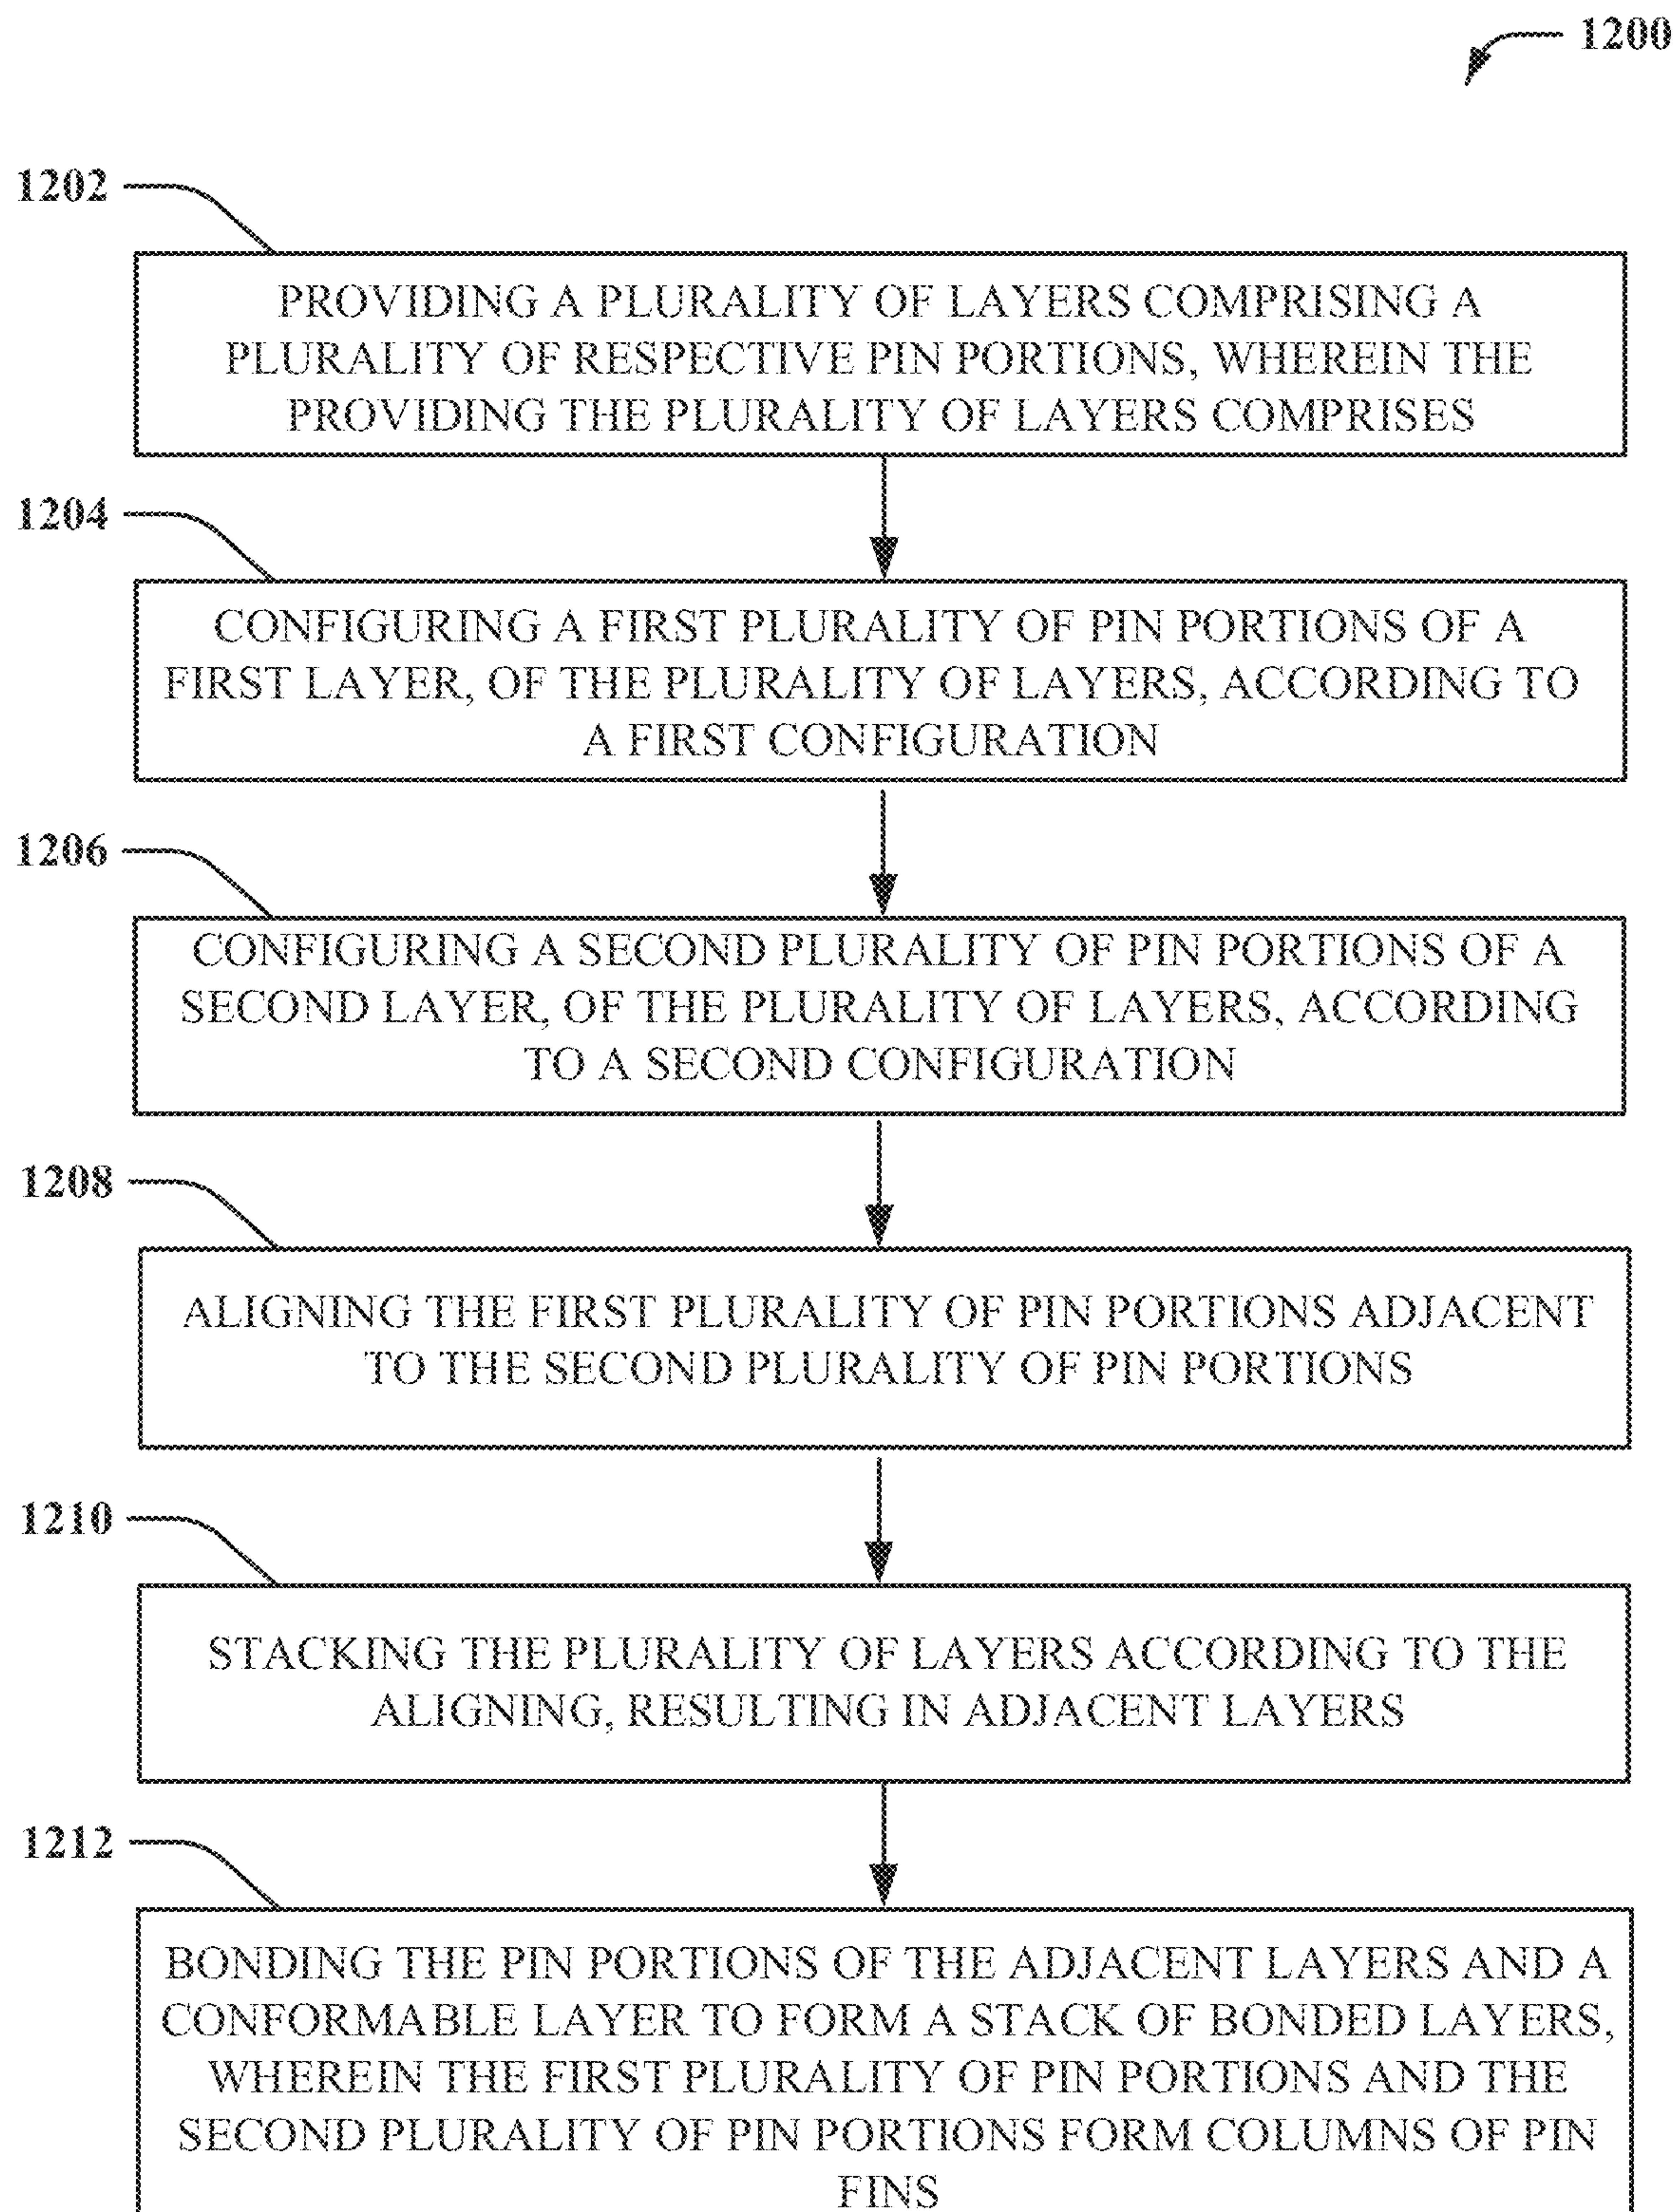 1200
1202
PROVIDING A PLURALITY OF LAYERS COMPRISING A
PLURALITY OF RESPECTIVE PIN PORTIONS, WHEREIN THE
PROVIDING THE PLURALITY OF LAYERS COMPRISES
1204
CONFIGURING A FIRST PLURALITY OF PIN PORTIONS OF A
FIRST LAYER, OF THE PLURALITY OF LAYERS, ACCORDING TO
A FIRST CONFIGURATION
1206
CONFIGURING A SECOND PLURALITY OF PIN PORTIONS OF A
SECOND LAYER, OF THE PLURALITY OF LAYERS, ACCORDING
TO A SECOND CONFIGURATION
1208
ALIGNING THE FIRST PLURALITY OF PIN PORTIONS ADJACENT
TO THE SECOND PLURALITY OF PIN PORTIONS
1210
STACKING THE PLURALITY OF LAYERS ACCORDING TO THE
ALIGNING, RESULTING IN ADJACENT LAYERS
1212
BONDING THE PIN PORTIONS OF THE ADJACENT LAYERS AND A
CONFORMABLE LAYER TO FORM A STACK OF BONDED LAYERS,
WHEREIN THE FIRST PLURALITY OF PIN PORTIONS AND THE
SECOND PLURALITY OF PIN PORTIONS FORM COLUMNS OF PIN
FINS